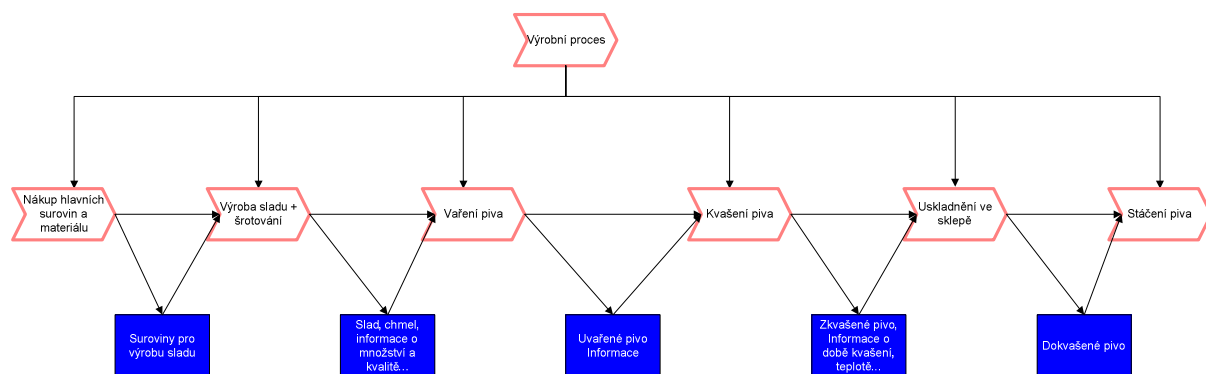 Výrobní proces
Nákup hlavních
surovin a
materiálu
Výroba sladu +
šrotování
Vaření piva
Kvašení piva
Uskladnění ve
sklepě
Stáčení piva
Suroviny pro
výrobu sladu
Slad, chmel,
informace o
množství a
kvalitě...
Uvařené pivo
Informace
Zkvašené pivo,
Informace o
době kvašení,
teplotě...
Dokvašené pivo